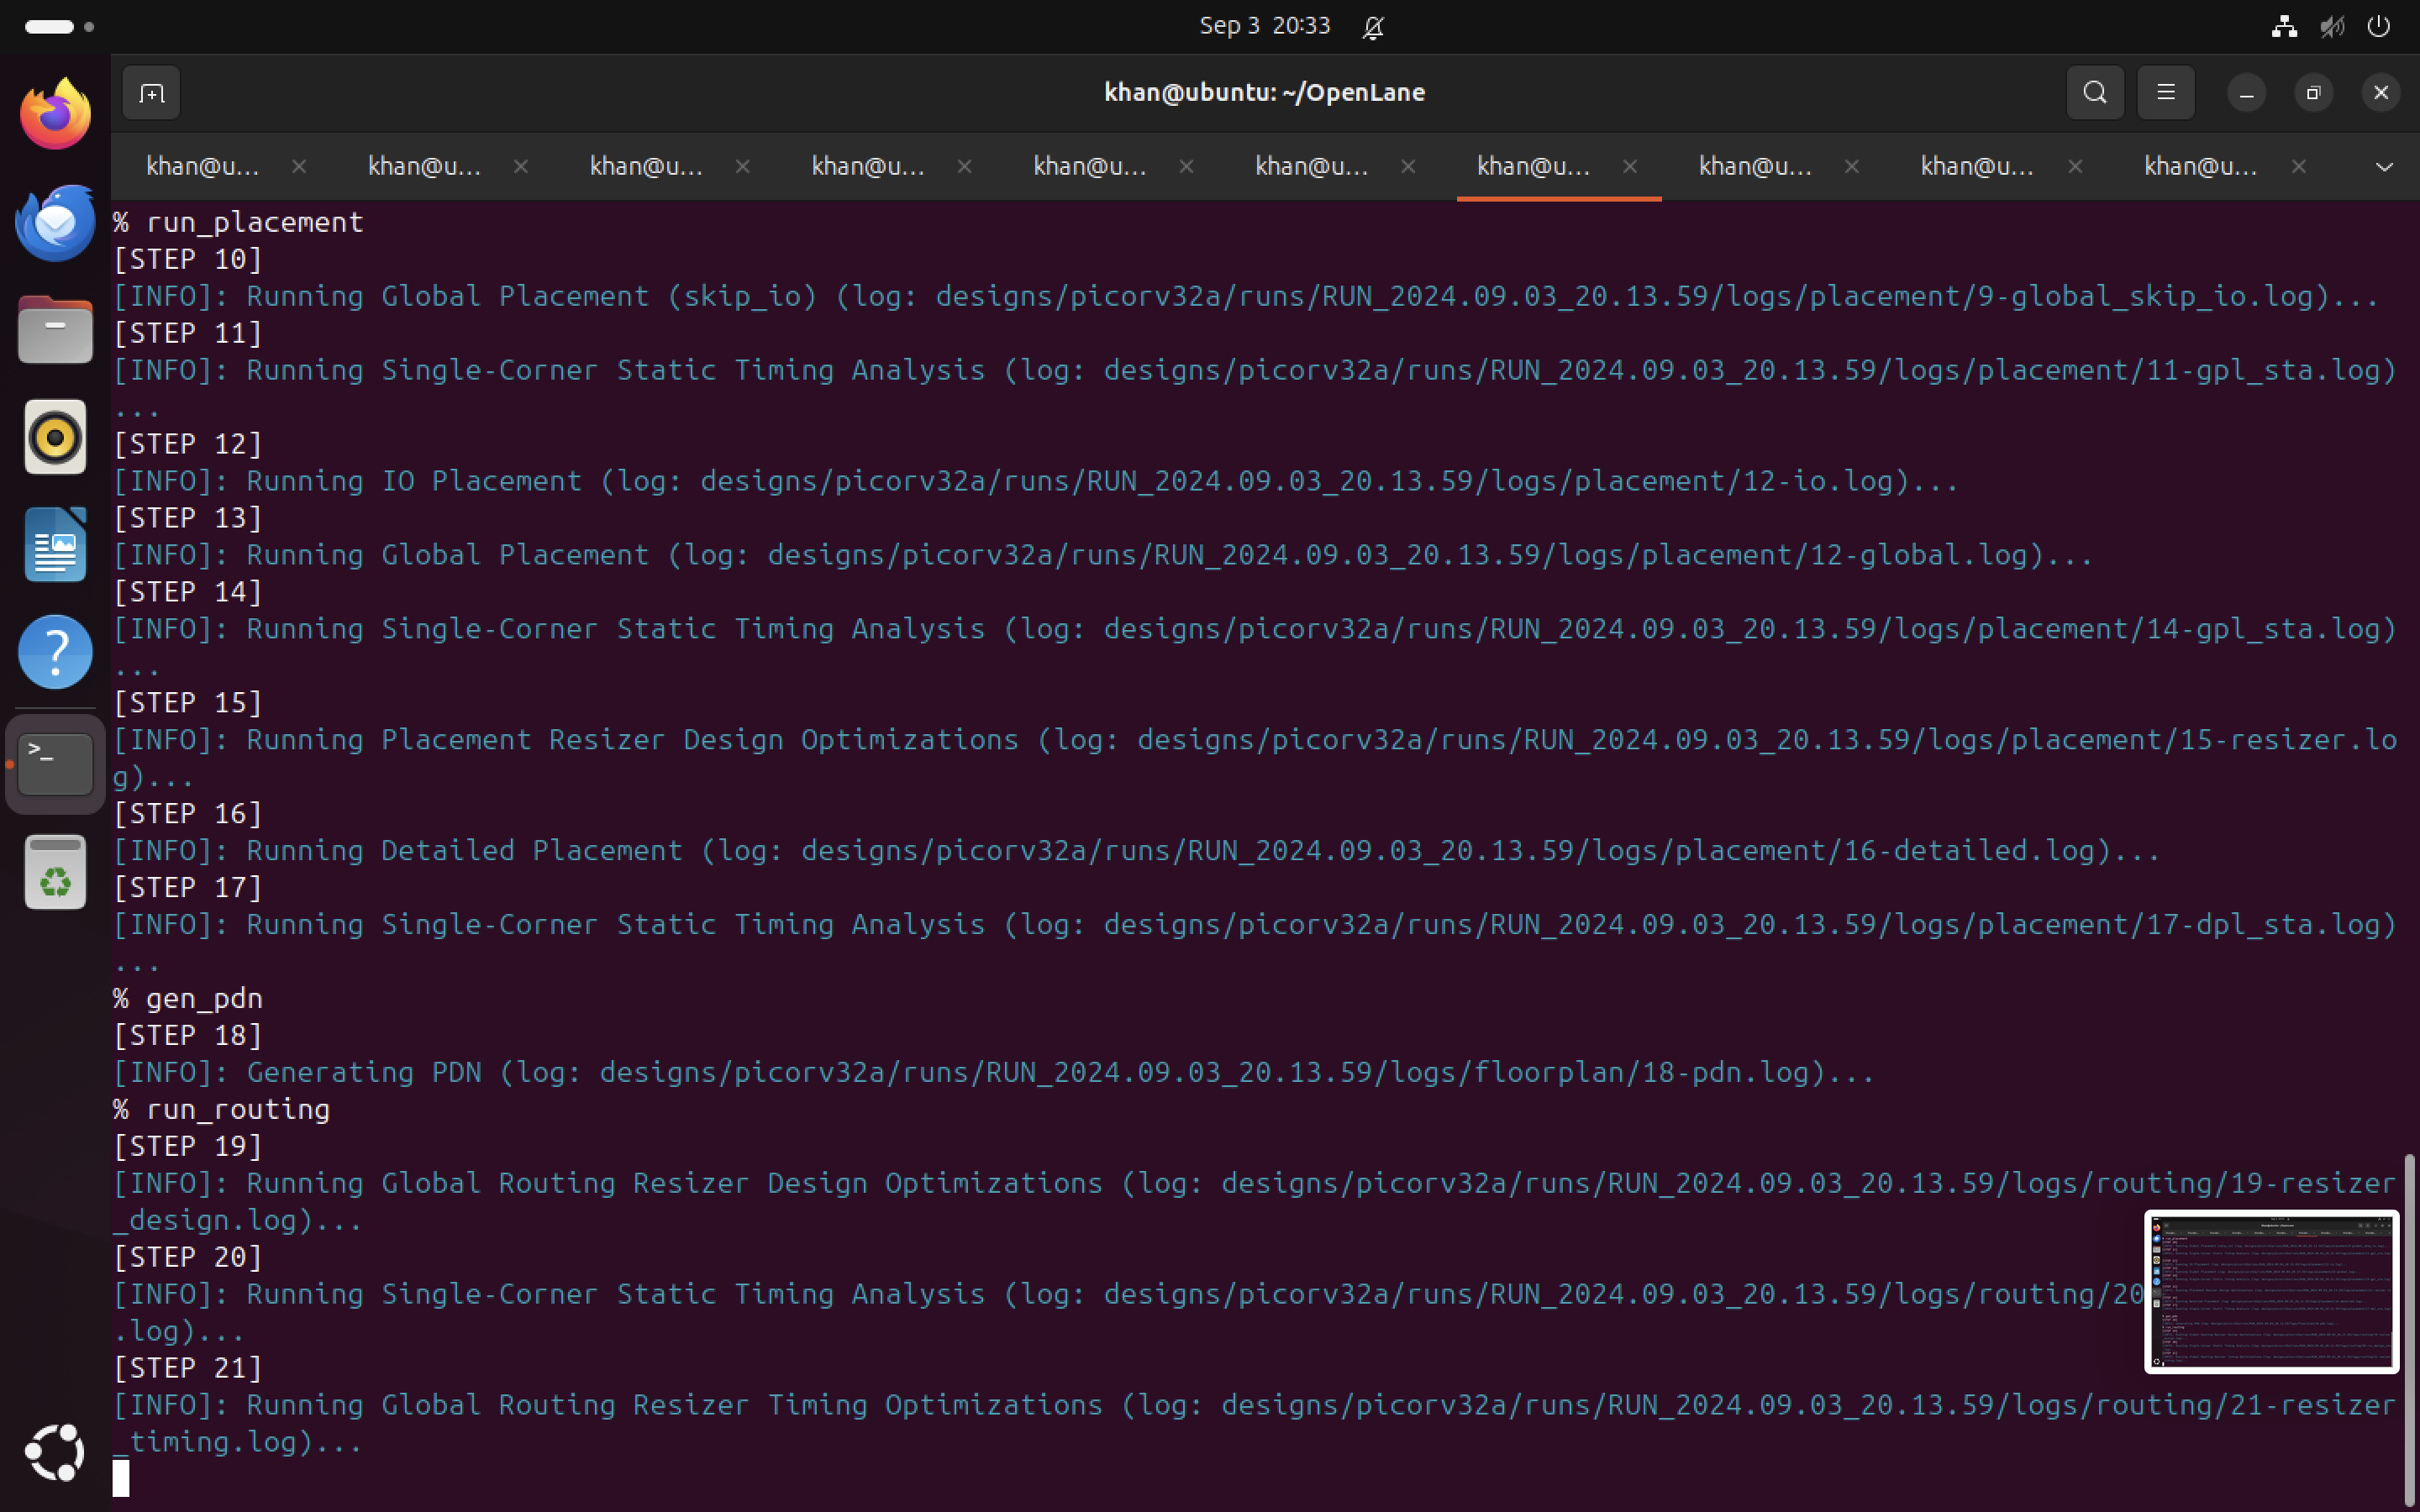 Sep 3 20:33
khan@ubuntu: ~/OpenLane
khan@u... khan@u... khan@u... khan@u... khan@u... khan@u... khan@u... khan@u... khan@u... khan@u...
% run_placement
[STEP 10]
[INFO]: Running Global Placement (skip_io) (log: designs/picorv32a/runs/RUN_2024.09.03_20.13.59/logs/placement/9-global_skip_io.log)...
[STEP 11]
[INFO]: Running Single-Corner Static Timing Analysis (log: designs/picorv32a/runs/RUN_2024.09.03_20.13.59/logs/placement/11-gpl_sta.log)
...
[STEP 12]
[INFO]: Running IO Placement (log: designs/picorv32a/runs/RUN_2024.09.03_20.13.59/logs/placement/12-io.log)...
[STEP 13]
[INFO]: Running Global Placement (log: designs/picorv32a/runs/RUN_2024.09.03_20.13.59/logs/placement/12-global.log)...
[STEP 14]
[INFO]: Running Single-Corner Static Timing Analysis (log: designs/picorv32a/runs/RUN_2024.09.03_20.13.59/logs/placement/14-gpl_sta.log)
...
[STEP 15]
[INFO]: Running Placement Resizer Design Optimizations (log: designs/picorv32a/runs/RUN_2024.09.03_20.13.59/logs/placement/15-resizer.lo
g)...
[STEP 16]
[INFO]: Running Detailed Placement (log: designs/picorv32a/runs/RUN_2024.09.03_20.13.59/logs/placement/16-detailed.log)...
[STEP 17]
[INFO]: Running Single-Corner Static Timing Analysis (log: designs/picorv32a/runs/RUN_2024.09.03_20.13.59/logs/placement/17-dpl_sta.log)
...
% gen_pdn
[STEP 18]
[INFO]: Generating PDN (log: designs/picorv32a/runs/RUN_2024.09.03_20.13.59/logs/floorplan/18-pdn.log)...
% run_routing
[STEP 19]
[INFO]: Running Global Routing Resizer Design Optimizations (log: designs/picorv32a/runs/RUN_2024.09.03_20.13.59/logs/routing/19-resizer
_design.log)...
[STEP 20]
[INFO]: Running Single-Corner Static Timing Analysis (log: designs/picorv32a/runs/RUN_2024.09.03_20.13.59/logs/routing/20
.log)...
[STEP 21]
[INFO]: Running Global Routing Resizer Timing Optimizations (log: designs/picorv32a/runs/RUN_2024.09.03_20.13.59/logs/routing/21-resizer
_timing.log)...